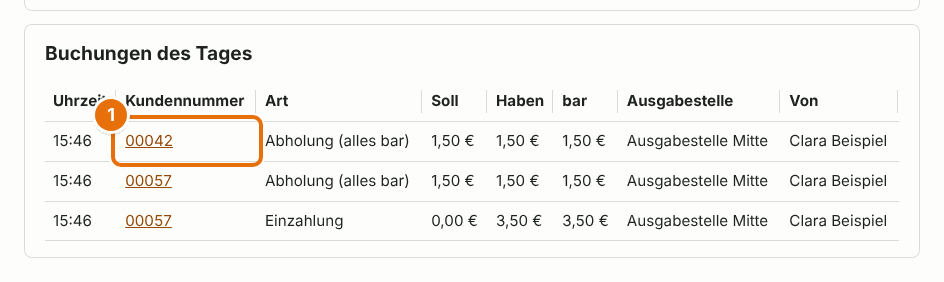 Buchungen des Tages
Uhrzeit Kundennummer Art Soll Haben bar Ausgabestelle Von
1
15:46 00042 Abholung (alles bar) 1,50 € 1,50 € 1,50 € Ausgabestelle Mitte Clara Beispiel
15:46 00057 Abholung (alles bar) 1,50 € 1,50 € 1,50 € Ausgabestelle Mitte Clara Beispiel
15:46 00057 Einzahlung 0,00 € 3,50 € 3,50 € Ausgabestelle Mitte Clara Beispiel